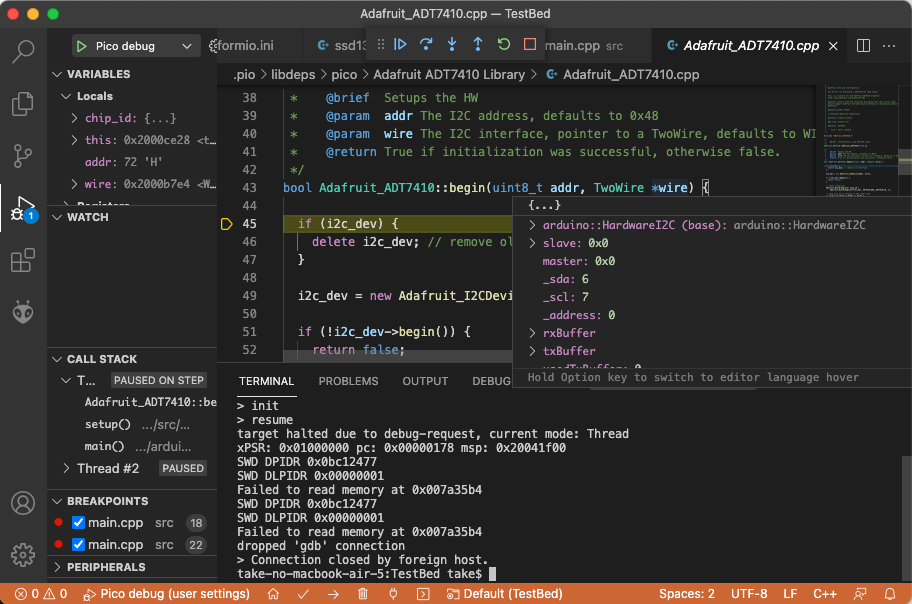 Adafruit_ADT7410.cpp — TestBed
Pico debug
formio.ini
ssd13
main.cpp src
Adafruit_ADT7410.cpp
.pio > libdeps > pico > Adafruit ADT7410 Library > Adafruit_ADT7410.cpp
VARIABLES
Locals
chip_id: {...}
this: 0x2000ce28 <t…
addr: 72 'H'
wire: 0x2000b7e4 <W…
Registers
WATCH
CALL STACK
T… PAUSED ON STEP
Adafruit_ADT7410::be
setup() .../src/...
main() .../ardui...
Thread #2 PAUSED
BREAKPOINTS
main.cpp src 18
main.cpp src 22
PERIPHERALS
1
38 * @brief Setups the HW
39 * @param addr The I2C address, defaults to 0x48
40 * @param wire The I2C interface, pointer to a TwoWire, defaults to WI
41 * @return True if initialization was successful, otherwise false.
42 */
43 bool Adafruit_ADT7410::begin(uint8_t addr, TwoWire *wire) {
44
45 if (i2c_dev) {
46 delete i2c_dev; // remove ol
47 }
48
49 i2c_dev = new Adafruit_I2CDevi
50
51 if (!i2c_dev->begin()) {
52 return false;
{...}
arduino::HardwareI2C (base): arduino::HardwareI2C
slave: 0x0
master: 0x0
_sda: 6
_scl: 7
_address: 0
rxBuffer
txBuffer
usedTxBuffer: 0
Hold Option key to switch to editor language hover
TERMINAL PROBLEMS OUTPUT DEBUG
> init
> resume
target halted due to debug-request, current mode: Thread
xPSR: 0x01000000 pc: 0x00000178 msp: 0x20041f00
SWD DPIDR 0x0bc12477
SWD DLPIDR 0x00000001
Failed to read memory at 0x007a35b4
SWD DPIDR 0x0bc12477
SWD DLPIDR 0x00000001
Failed to read memory at 0x007a35b4
dropped 'gdb' connection
> Connection closed by foreign host.
take-no-macbook-air-5:TestBed take$
0 0 Pico debug (user settings) Default (TestBed) Spaces: 2 UTF-8 LF C++